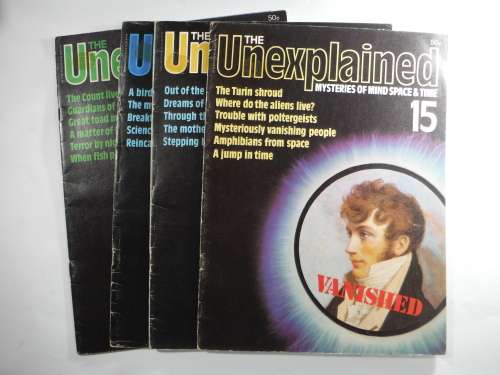 THE
Une
The Count live
Guardians of
Great toad m
A matter of
Terror by nig
When fish p
50p
U
A bird
The m
Break
Scienc
Reinca
THE
Un
Out of the
Dreams of
Through th
The mothe
Stepping
THE
50p
Unexplained
MYSTERIES OF MIND SPACE & TIME
15
The Turin shroud
Where do the aliens live?
Trouble with poltergeists
Mysteriously vanishing people
Amphibians from space
A jump in time
VANISHED